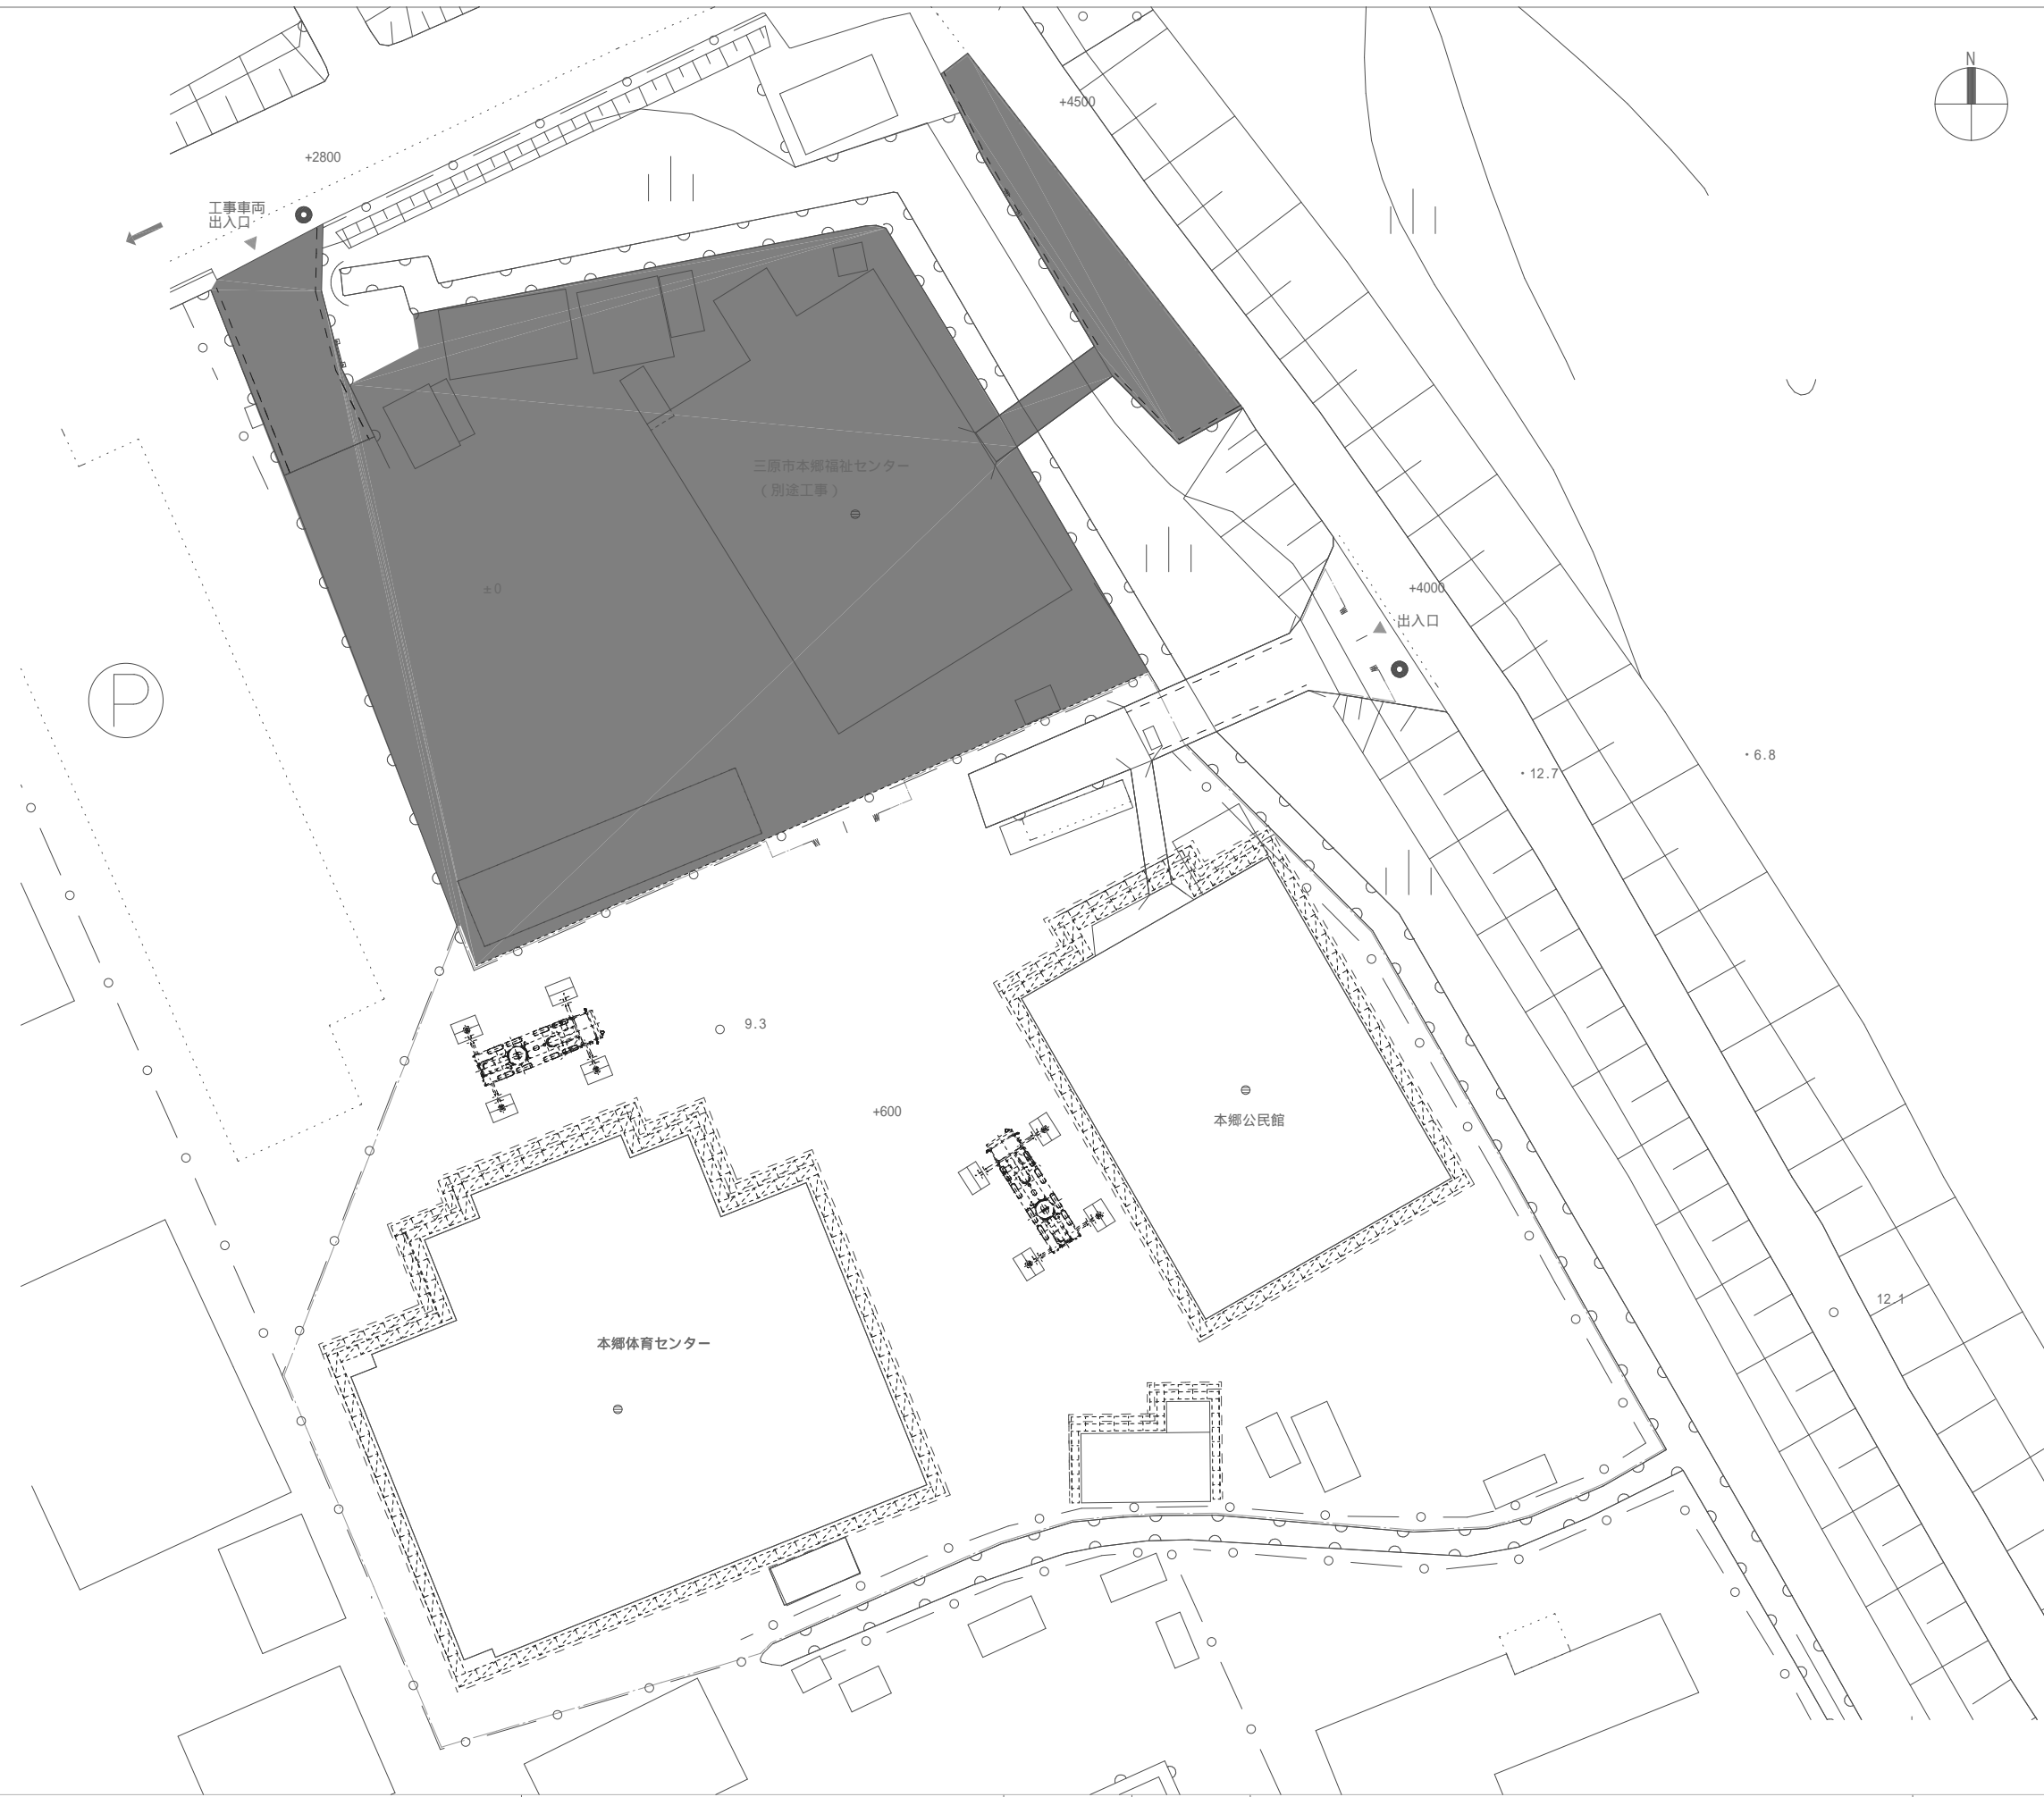 N
+4500
+2800
工事車両
出入口
三原市本郷福祉センター
（別途工事）
±0
+4000
出入口
P
・6.8
・12.7
9.3
+600
本郷公民館
12.1
本郷体育センター